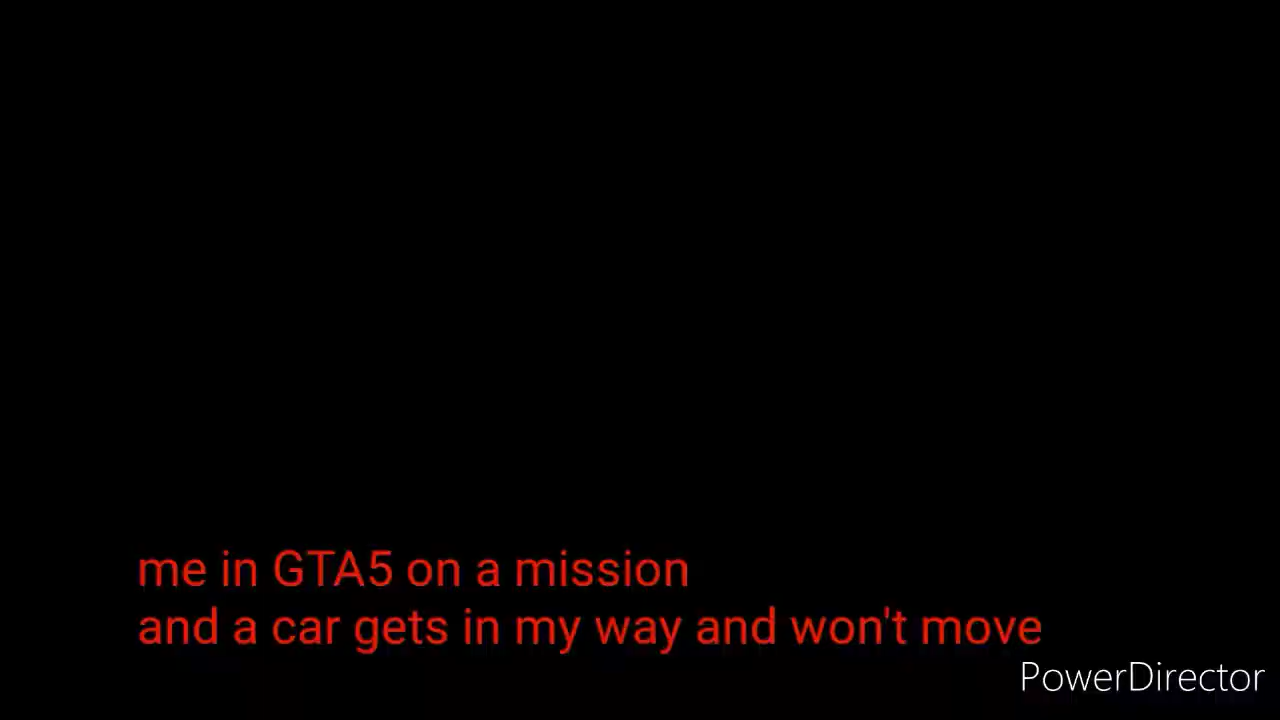 me in GTA5 on a mission
and a car gets in my way and won't move
PowerDirector